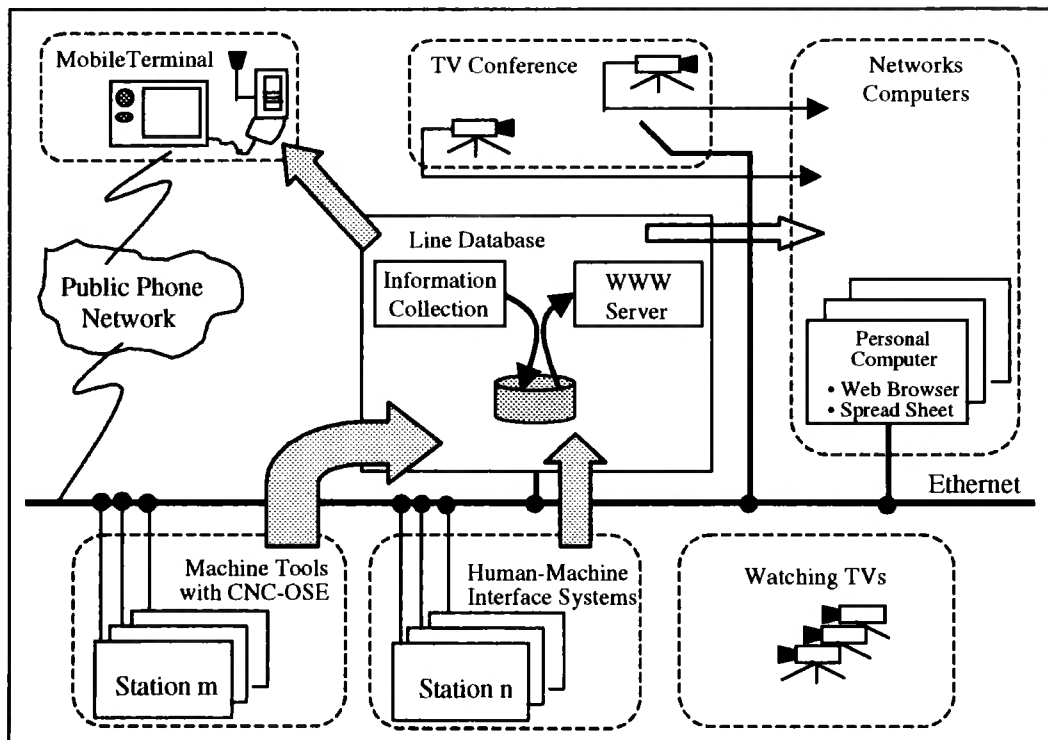 MobileTerminal
TV Conference
Networks
Computers
Line Database
Information
Collection
WWW
Server
Public Phone
Network
Personal
Computer
• Web Browser
• Spread Sheet
Ethernet
Machine Tools
with CNC-OSE
Station m
Human-Machine
Interface Systems
Station n
Watching TVs